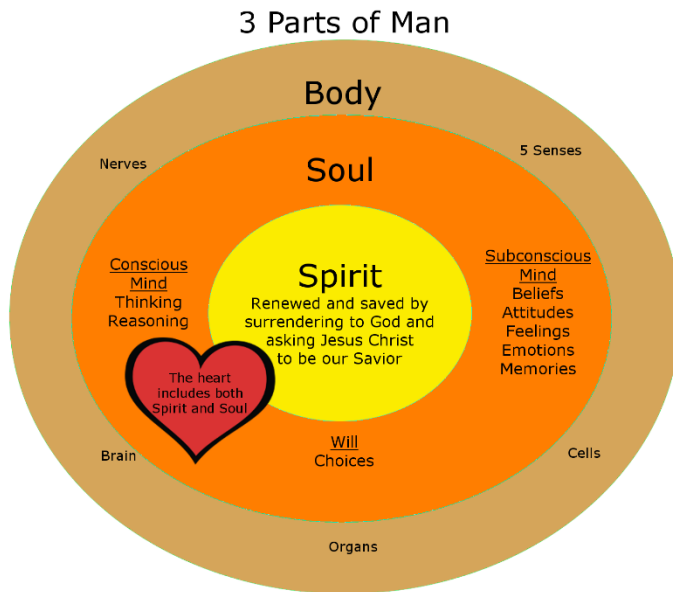 3 Parts of Man
Body
Nerves
5 Senses
Soul
Conscious
Mind
Thinking
Reasoning
Spirit
Renewed and saved by
surrendering to God and
asking Jesus Christ
to be our Savior
Subconscious
Mind
Beliefs
Attitudes
Feelings
Emotions
Memories
The heart
includes both
Spirit and Soul
Will
Choices
Brain
Cells
Organs